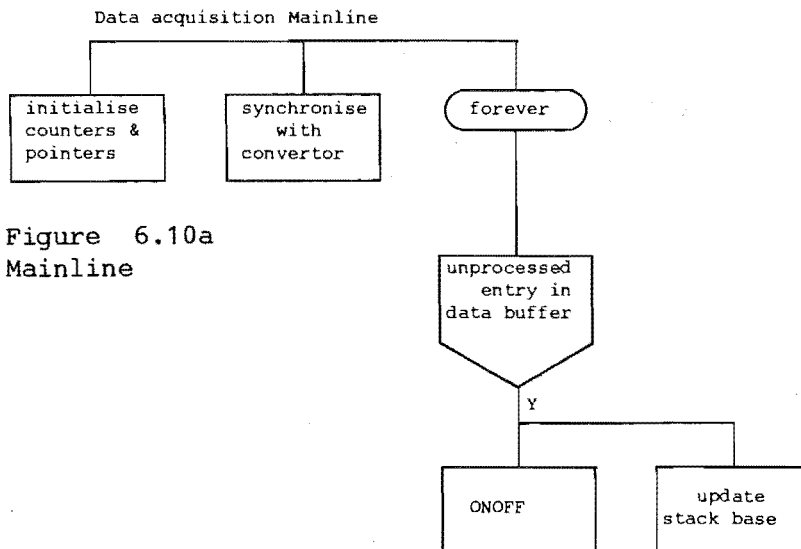 Data acquisition Mainline
initialise
counters &
pointers
synchronise
with
convertor
forever
Figure 6.10a
Mainline
unprocessed
entry in
data buffer
Y
ONOFF
update
stack base